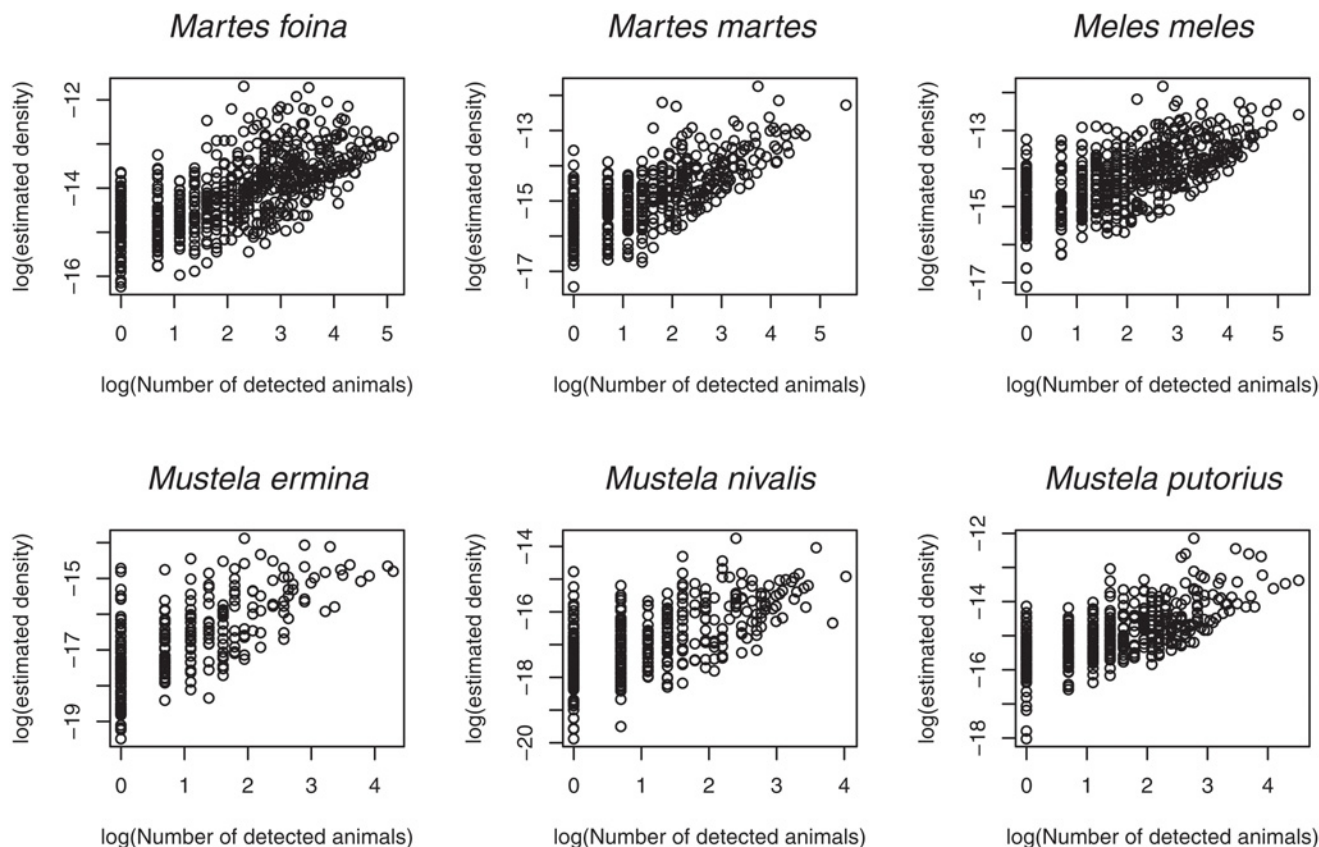 Martes foina
Martes martes
Meles meles
log(estimated density)
-12
-14
-16
0 1 2 3 4 5
log(Number of detected animals)
log(estimated density)
-13
-15
-17
0 1 2 3 4 5
log(Number of detected animals)
log(estimated density)
-13
-15
-17
0 1 2 3 4 5
log(Number of detected animals)
Mustela ermina
Mustela nivalis
Mustela putorius
log(estimated density)
-15
-17
-19
0 1 2 3 4
log(Number of detected animals)
log(estimated density)
-14
-16
-18
-20
0 1 2 3 4
log(Number of detected animals)
log(estimated density)
-12
-14
-16
-18
0 1 2 3 4
log(Number of detected animals)